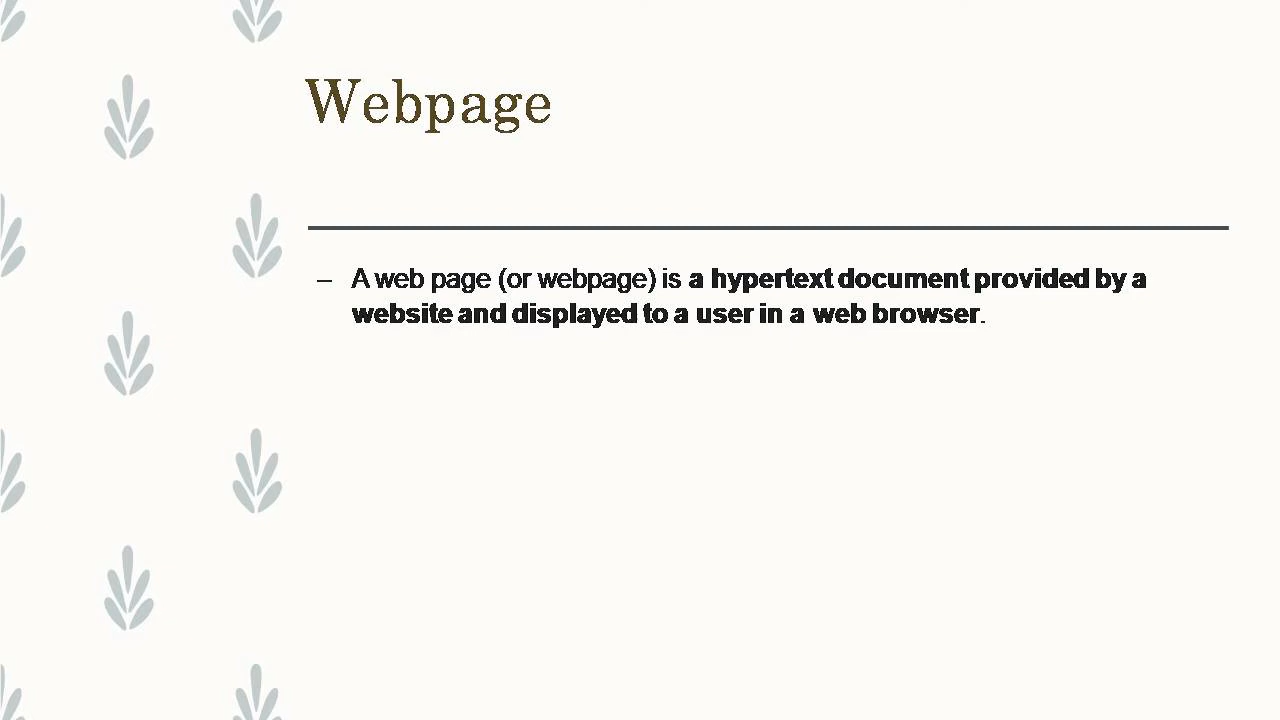 Webpage
– A web page (or webpage) is a hypertext document provided by a
website and displayed to a user in a web browser.